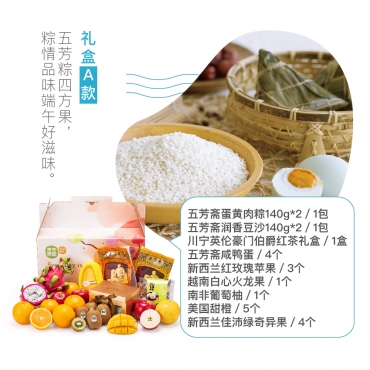 礼盒A款
五芳粽四方果，
粽情品味端午好滋味。
五芳斋蛋黄肉粽140g*2 / 1包
五芳斋润香豆沙140g*2 / 1包
川宁英伦豪门伯爵红茶礼盒 / 1盒
五芳斋咸鸭蛋 / 4个
新西兰红玫瑰苹果 / 3个
越南白心火龙果 / 1个
南非葡萄柚 / 1个
美国甜橙 / 5个
新西兰佳沛绿奇异果 / 4个